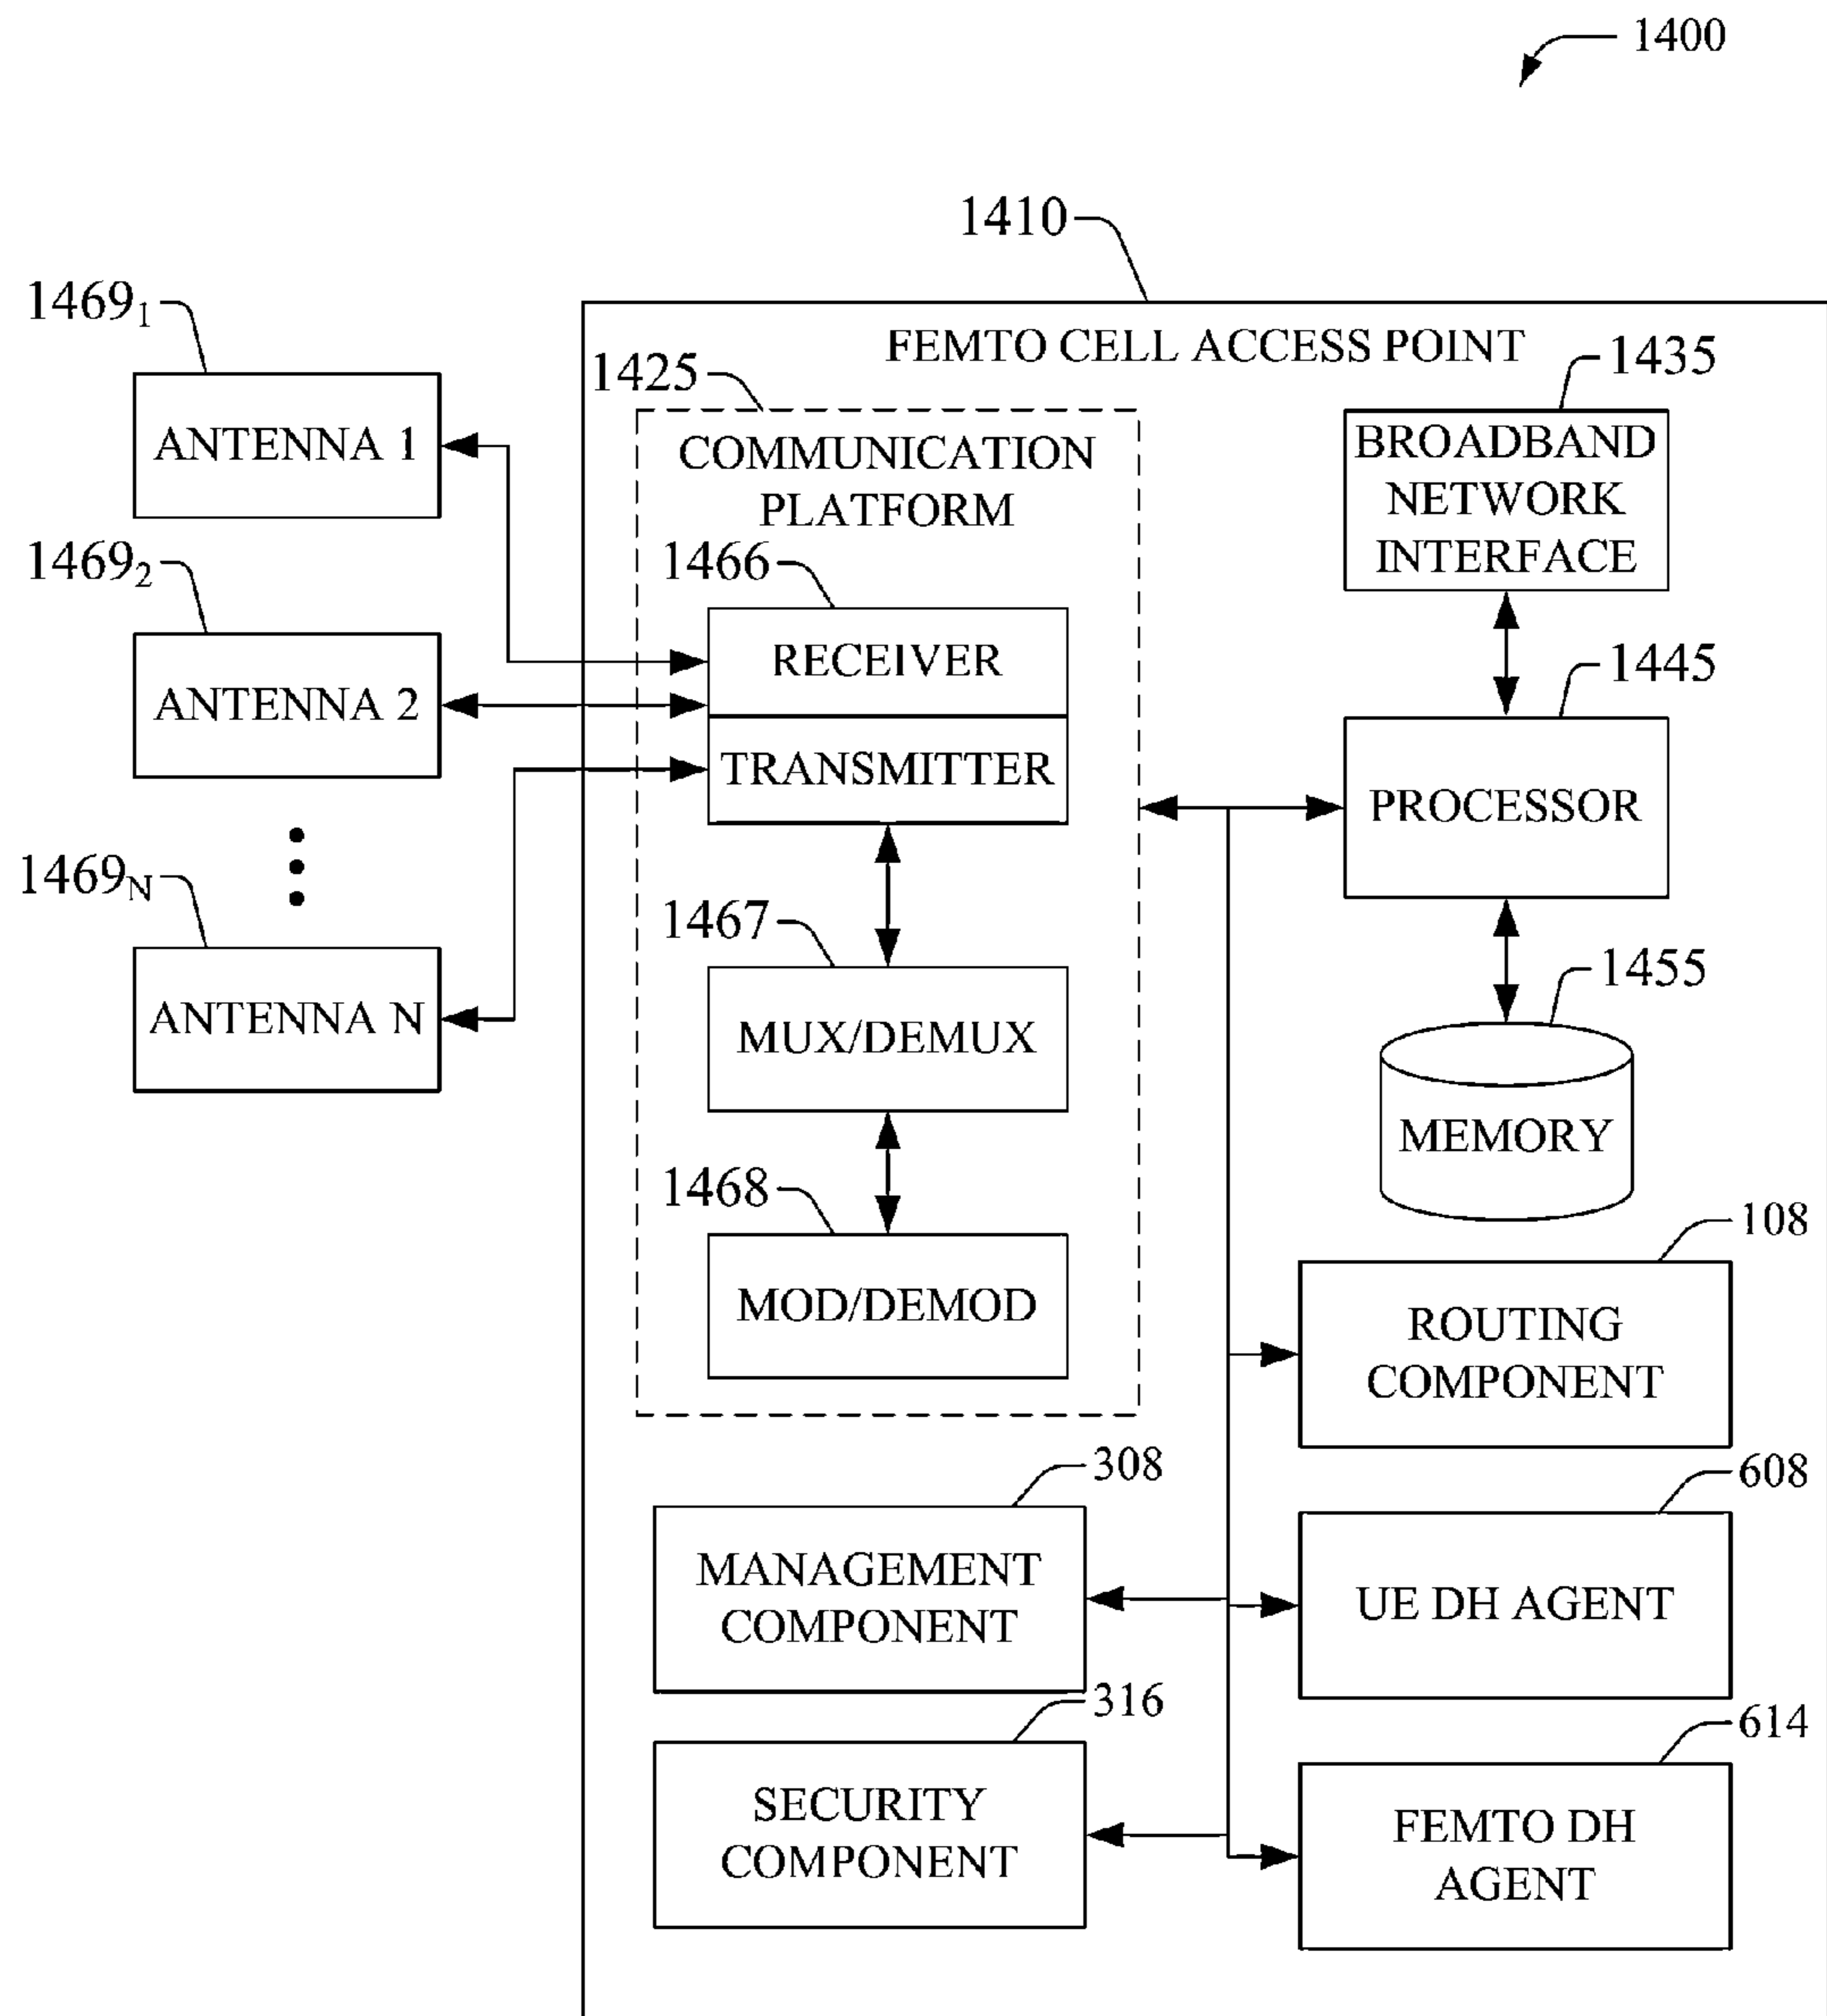 1400
1410
FEMTO CELL ACCESS POINT
1469₁
ANTENNA 1
1469₂
ANTENNA 2
1469N
ANTENNA N
1425
COMMUNICATION
PLATFORM
1466
RECEIVER
TRANSMITTER
1467
MUX/DEMUX
1468
MOD/DEMOD
1435
BROADBAND
NETWORK
INTERFACE
1445
PROCESSOR
1455
MEMORY
108
ROUTING
COMPONENT
308
MANAGEMENT
COMPONENT
608
UE DH AGENT
316
SECURITY
COMPONENT
614
FEMTO DH
AGENT